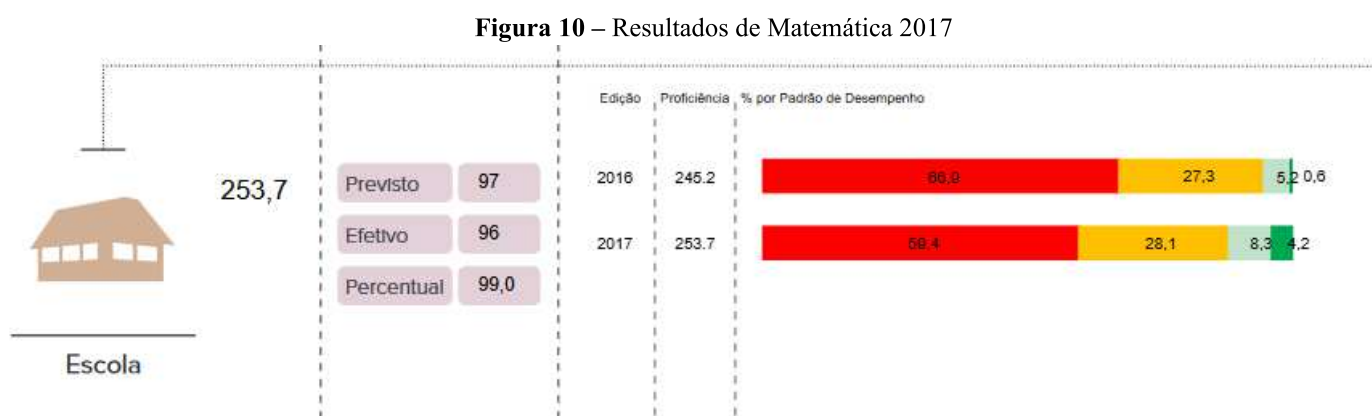 Figura 10 – Resultados de Matemática 2017
Edição Proficiência % por Padrão de Desempenho
253,7
Previsto 97
Efetivo 96
Percentual 99,0
2016 245.2 66,9 27,3 5,2 0,6
2017 253.7 59,4 28,1 8,3 4,2
Escola